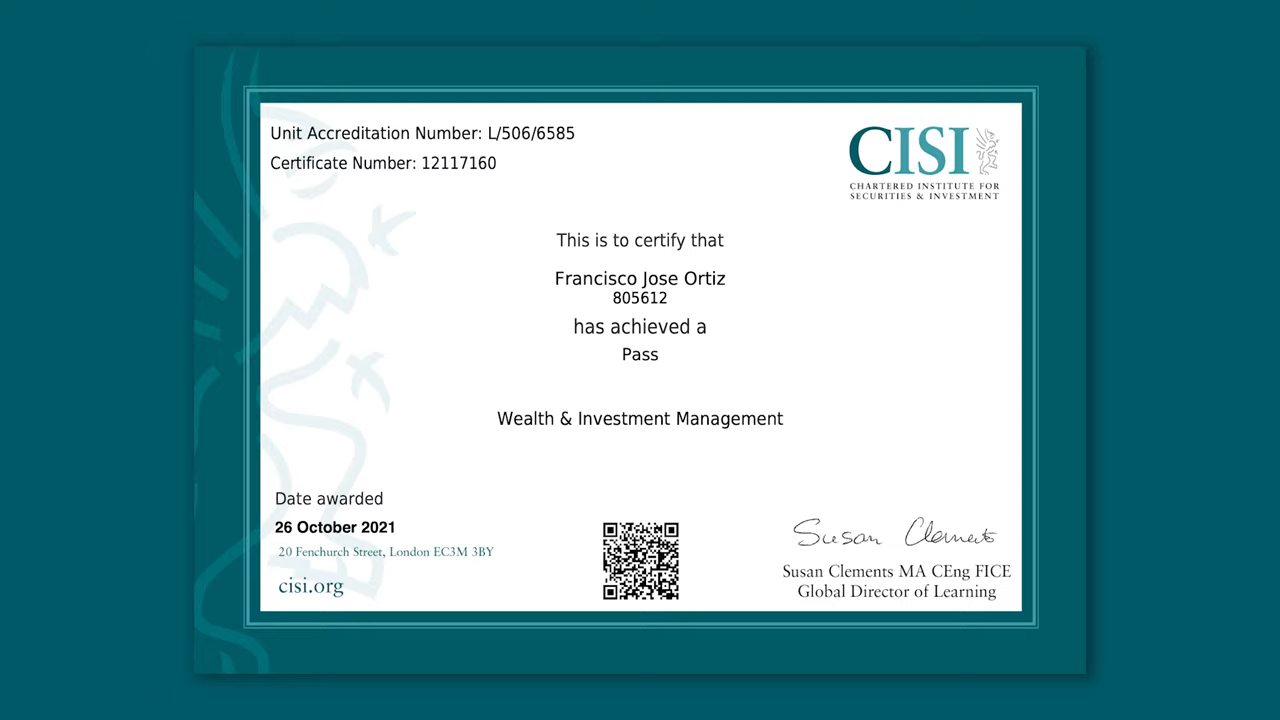 Unit Accreditation Number: L/506/6585
Certificate Number: 12117160
CISI
CHARTERED INSTITUTE FOR
SECURITIES & INVESTMENT
This is to certify that
Francisco Jose Ortiz
805612
has achieved a
Pass
Wealth & Investment Management
Date awarded
26 October 2021
20 Fenchurch Street, London EC3M 3BY
cisi.org
Susan Clements
Susan Clements MA CEng FICE
Global Director of Learning